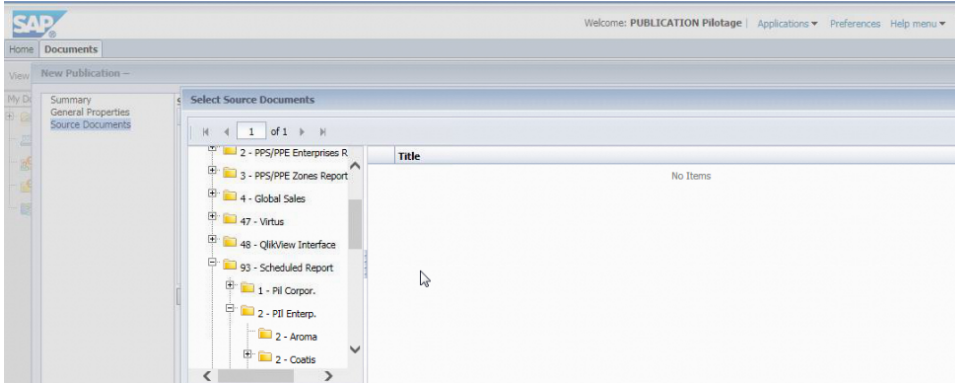 SAP
Welcome: PUBLICATION Pilotage | Applications Preferences Help menu
Home Documents
View New Publication –
My Do Summary Select Source Documents
General Properties
Source Documents
1 of 1
2 - PPS/PPE Enterprises R
Title
3 - PPS/PPE Zones Report
No Items
4 - Global Sales
47 - Virtus
48 - QlikView Interface
93 - Scheduled Report
1 - Pil Corpor.
2 - PIl Enterp.
2 - Aroma
2 - Coatis